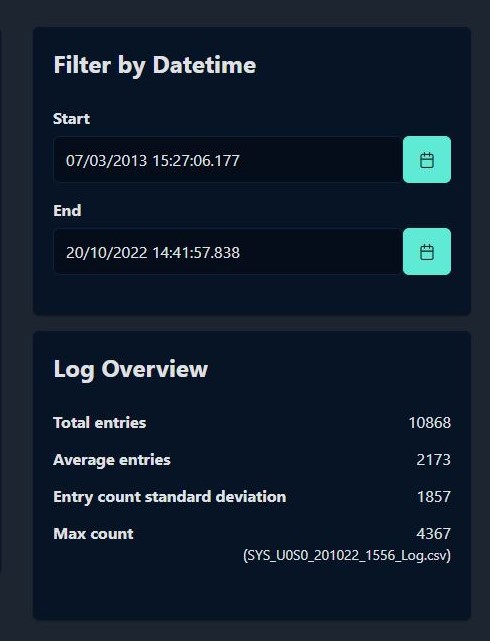 Filter by Datetime
Start
07/03/2013 15:27:06.177
End
20/10/2022 14:41:57.838
Log Overview
Total entries 10868
Average entries 2173
Entry count standard deviation 1857
Max count 4367
(SYS_U0S0_201022_1556_Log.csv)